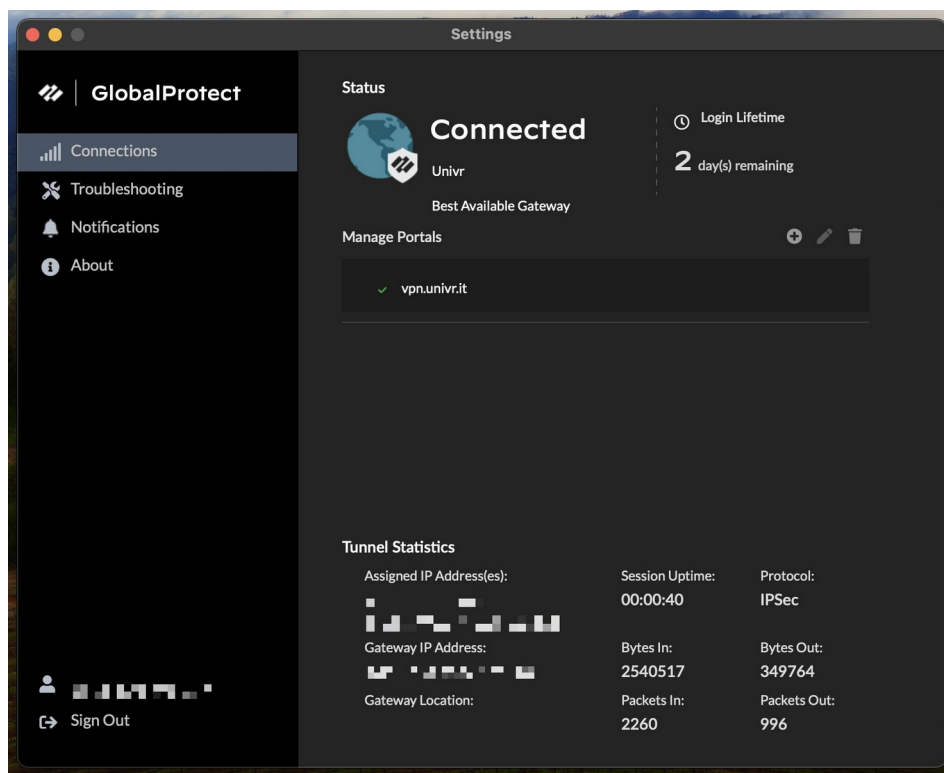 Settings
GlobalProtect
Connections
Troubleshooting
Notifications
About
Sign Out
Status
Connected
Univr
Best Available Gateway
Login Lifetime
2 day(s) remaining
Manage Portals
vpn.univr.it
Tunnel Statistics
Assigned IP Address(es):
Session Uptime:
00:00:40
Protocol:
IPSec
Gateway IP Address:
Bytes In:
2540517
Bytes Out:
349764
Gateway Location:
Packets In:
2260
Packets Out:
996